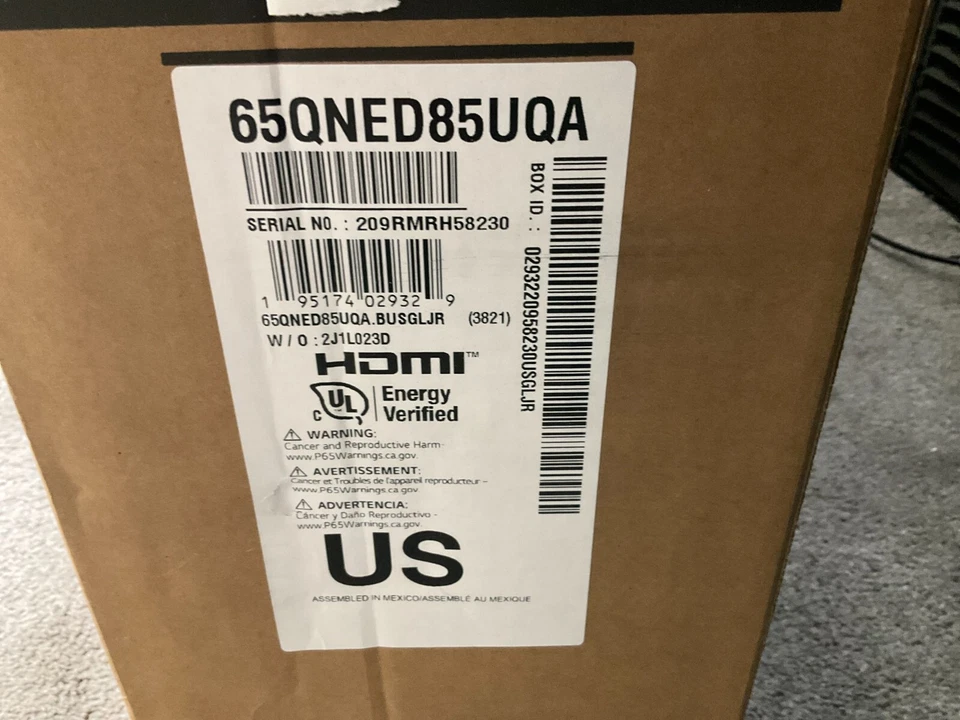 65QNED85UQA
SERIAL NO. : 209RMRH58230
1 95174 02932 9
65QNED85UQA.BUSGLJR (3821)
W / O : 2J1L023D
HDMI™
C UL Energy
Verified
WARNING:
Cancer and Reproductive Harm-
www.P65Warnings.ca.gov.
AVERTISSEMENT:
Cancer et Troubles de l'appareil reproducteur –
www.P65Warnings.ca.gov
ADVERTENCIA:
Cáncer y Daño Reproductivo -
www.P65Warnings.ca.gov.
US
ASSEMBLED IN MEXICO/ASSEMBLÉ AU MEXIQUE
BOX ID. : 0293220958230USGLJR